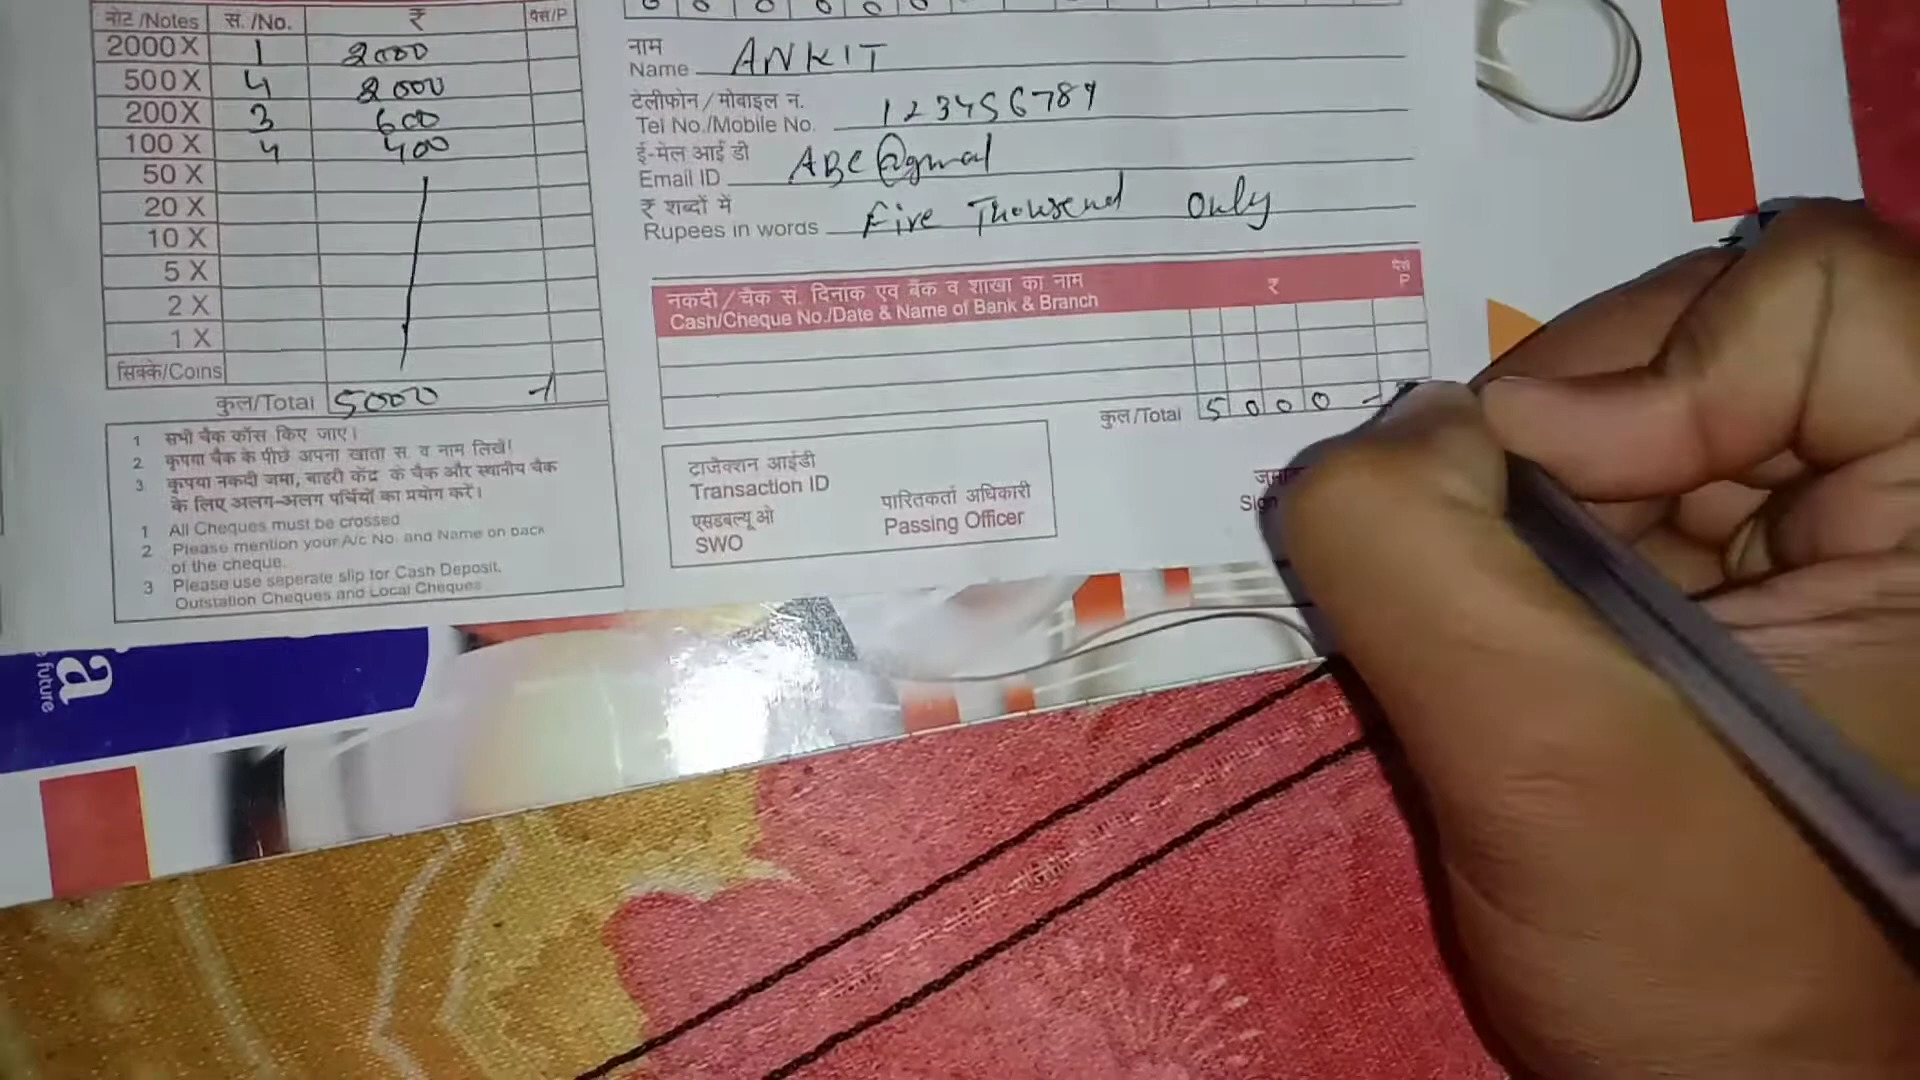 नोट/Notes स./No. ₹ पैसे/P
2000 X 1 2000
500 X 4 2000
200 X 3 600
100 X 4 400
50 X
20 X
10 X
5 X
2 X
1 X
सिक्के/Coins
कुल/Total 5000
1 सभी चैक क्रॉस किए जाए।
2 कृपया चैक के पीछे अपना खाता स. व नाम लिखें।
3 कृपया नकदी जमा, बाहरी केंद्र के चैक और स्थानीय चैक
के लिए अलग-अलग पर्चियों का प्रयोग करें।
1 All Cheques must be crossed
2 Please mention your A/c No. and Name on back
of the cheque.
3 Please use seperate slip for Cash Deposit,
Outstation Cheques and Local Cheques
नाम
Name ANKIT
टेलीफोन/मोबाइल न.
Tel No./Mobile No. 123456789
ई-मेल आई डी
Email ID ABC@gmal
₹ शब्दों में
Rupees in words Five Thousend Only
नकदी/चैक सं. दिनांक एव बैंक व शाखा का नाम ₹ पैसे
Cash/Cheque No./Date & Name of Bank & Branch P
कुल/Total 5000
ट्रांजेक्शन आईडी
Transaction ID
एसडबल्यू ओ पारितकर्ता अधिकारी
SWO Passing Officer
Sign
a
future